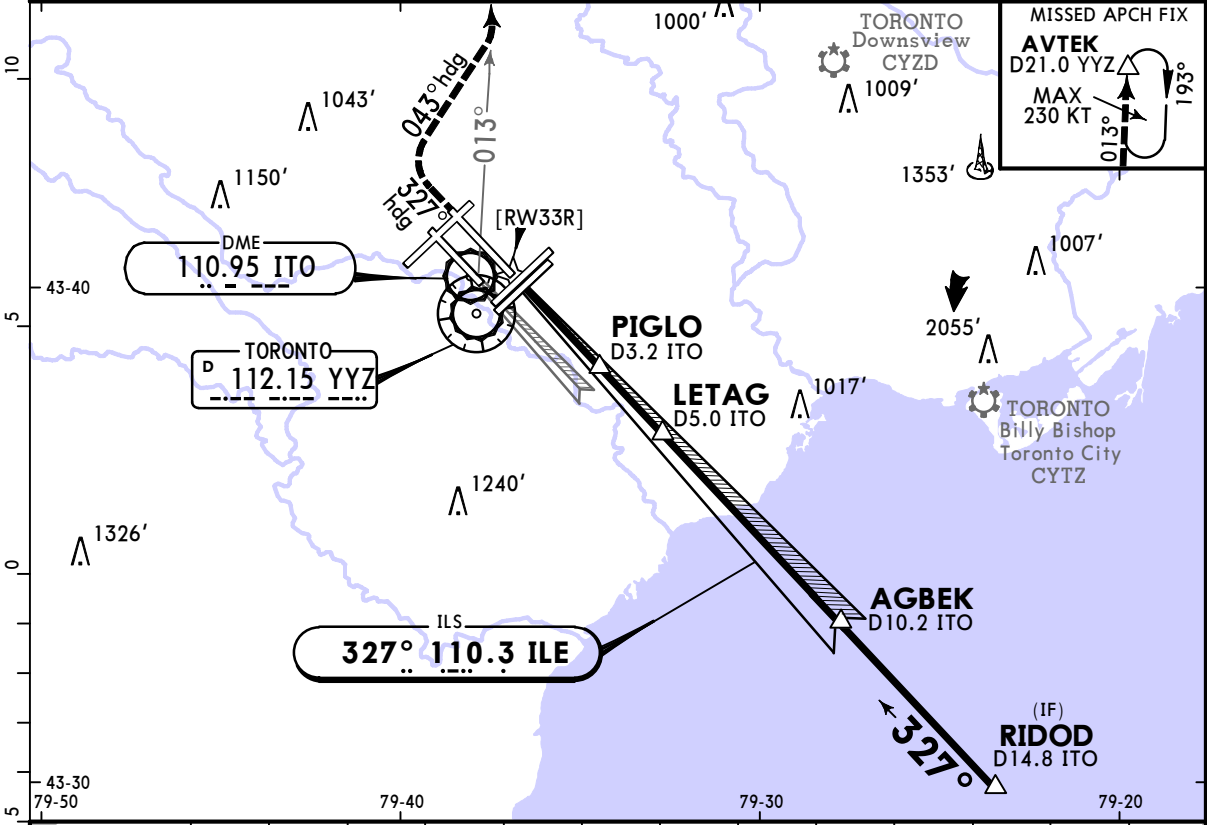 1000'
TORONTO
Downsview
CYZD
MISSED APCH FIX
AVTEK
D21.0 YYZ
MAX
230 KT
013°
193°
10
1043'
043° hdg
013°
1009'
1353'
1150'
327°
hdg
[RW33R]
DME
110.95 ITO
1007'
43-40
5
2055'
PIGLO
D3.2 ITO
TORONTO
D 112.15 YYZ
LETAG
D5.0 ITO
1017'
TORONTO
Billy Bishop
Toronto City
CYTZ
1240'
1326'
0
AGBEK
D10.2 ITO
ILS
327° 110.3 ILE
(IF)
RIDOD
D14.8 ITO
327°
43-30
5
79-50
79-40
79-30
79-20